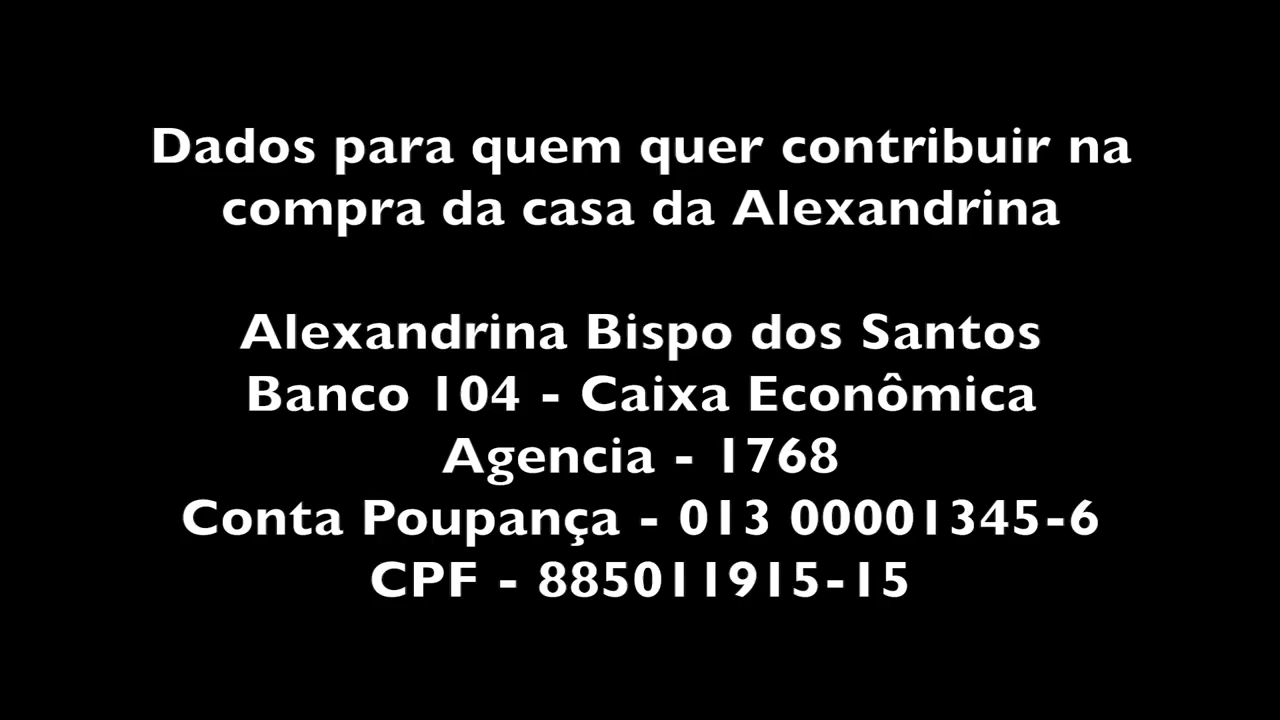 Dados para quem quer contribuir na
compra da casa da Alexandrina
Alexandrina Bispo dos Santos
Banco 104 - Caixa Econômica
Agencia - 1768
Conta Poupança - 013 00001345-6
CPF - 885011915-15